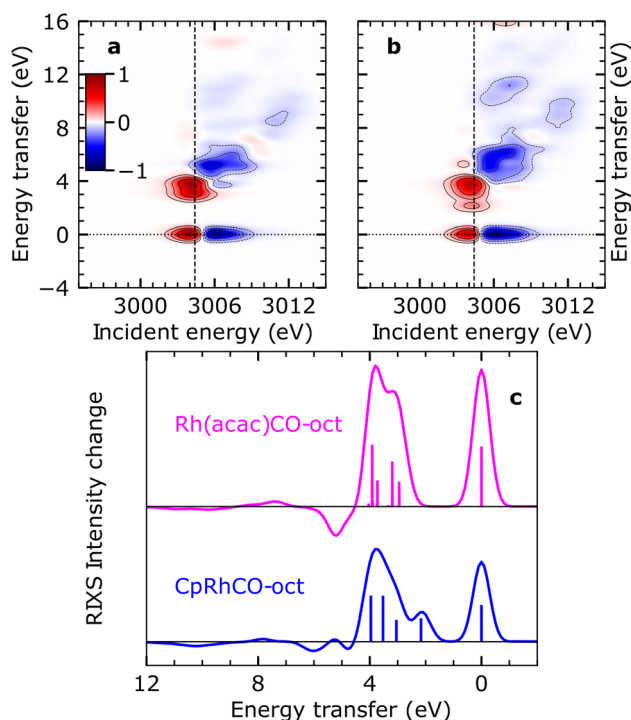 16
12
8
4
0
−4
Energy transfer (eV)
a
1
0
−1
3000 3006 3012
Incident energy (eV)
b
3000 3006 3012
Incident energy (eV)
Energy transfer (eV)
c
RIXS Intensity change
Rh(acac)CO-oct
CpRhCO-oct
12 8 4 0
Energy transfer (eV)